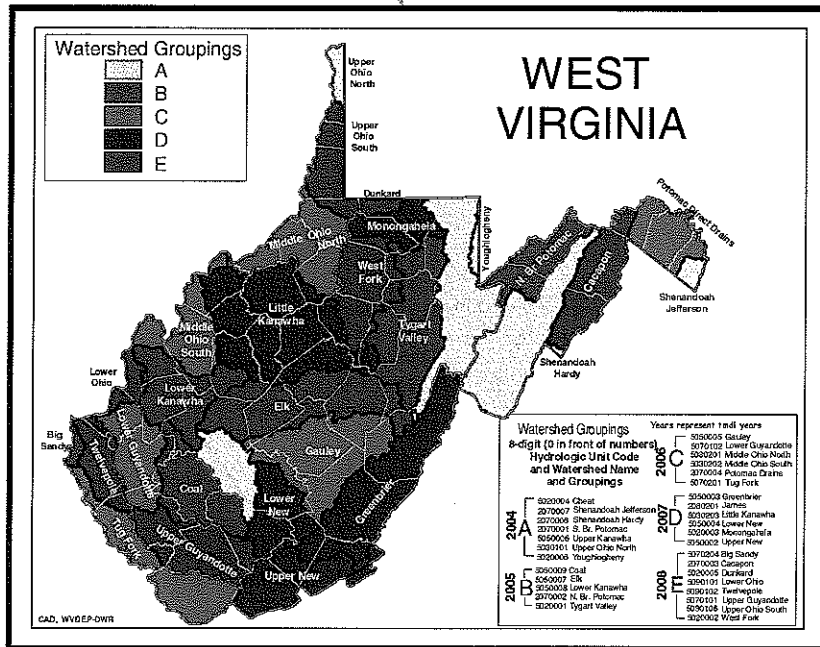 WEST
VIRGINIA
Watershed Groupings
A
B
C
D
E
Upper
Ohio
North
Upper
Ohio
South
Dunkard
Monongahela
Middle Ohio
North
West
Fork
Youghiogheny
N. Br. Potomac
Cacapon
Potomac Direct Drains
Shenandoah
Jefferson
Shenandoah
Hardy
Tygart
Valley
Little
Kanawha
Middle
Ohio
South
Lower
Ohio
Lower
Kanawha
Elk
Gauley
Big
Sandy
Twelvepole
Lower Guyandotte
Coal
Lower
New
Greenbrier
Tug Fork
Upper Guyandotte
Upper New
CAD, WVDEP-DWR
Watershed Groupings
8-digit (0 in front of numbers)
Hydrologic Unit Code
and Watershed Name
and Groupings
2004
A
5020004 Cheat
2070007 Shenandoah Jefferson
Shenandoah Hardy
2070001 S. Br. Potomac
5050006 Upper Kanawha
5030101 Upper Ohio North
5020006 Youghiogheny
2005
B
5050009 Coal
5050007 Elk
5050008 Lower Kanawha
2070002 N. Br. Potomac
5020001 Tygart Valley
Years represent tmdl years
2006
C
5050005 Gauley
5070102 Lower Guyandotte
5030201 Middle Ohio North
5030202 Middle Ohio South
2070004 Potomac Drains
5070201 Tug Fork
2007
D
5050003 Greenbrier
James
5030203 Little Kanawha
5050004 Lower New
5020003 Monongahela
5050002 Upper New
2008
E
5070204 Big Sandy
2070003 Cacapon
5020005 Dunkard
5090101 Lower Ohio
5090102 Twelvepole
5070101 Upper Guyandotte
5030106 Upper Ohio South
5020002 West Fork